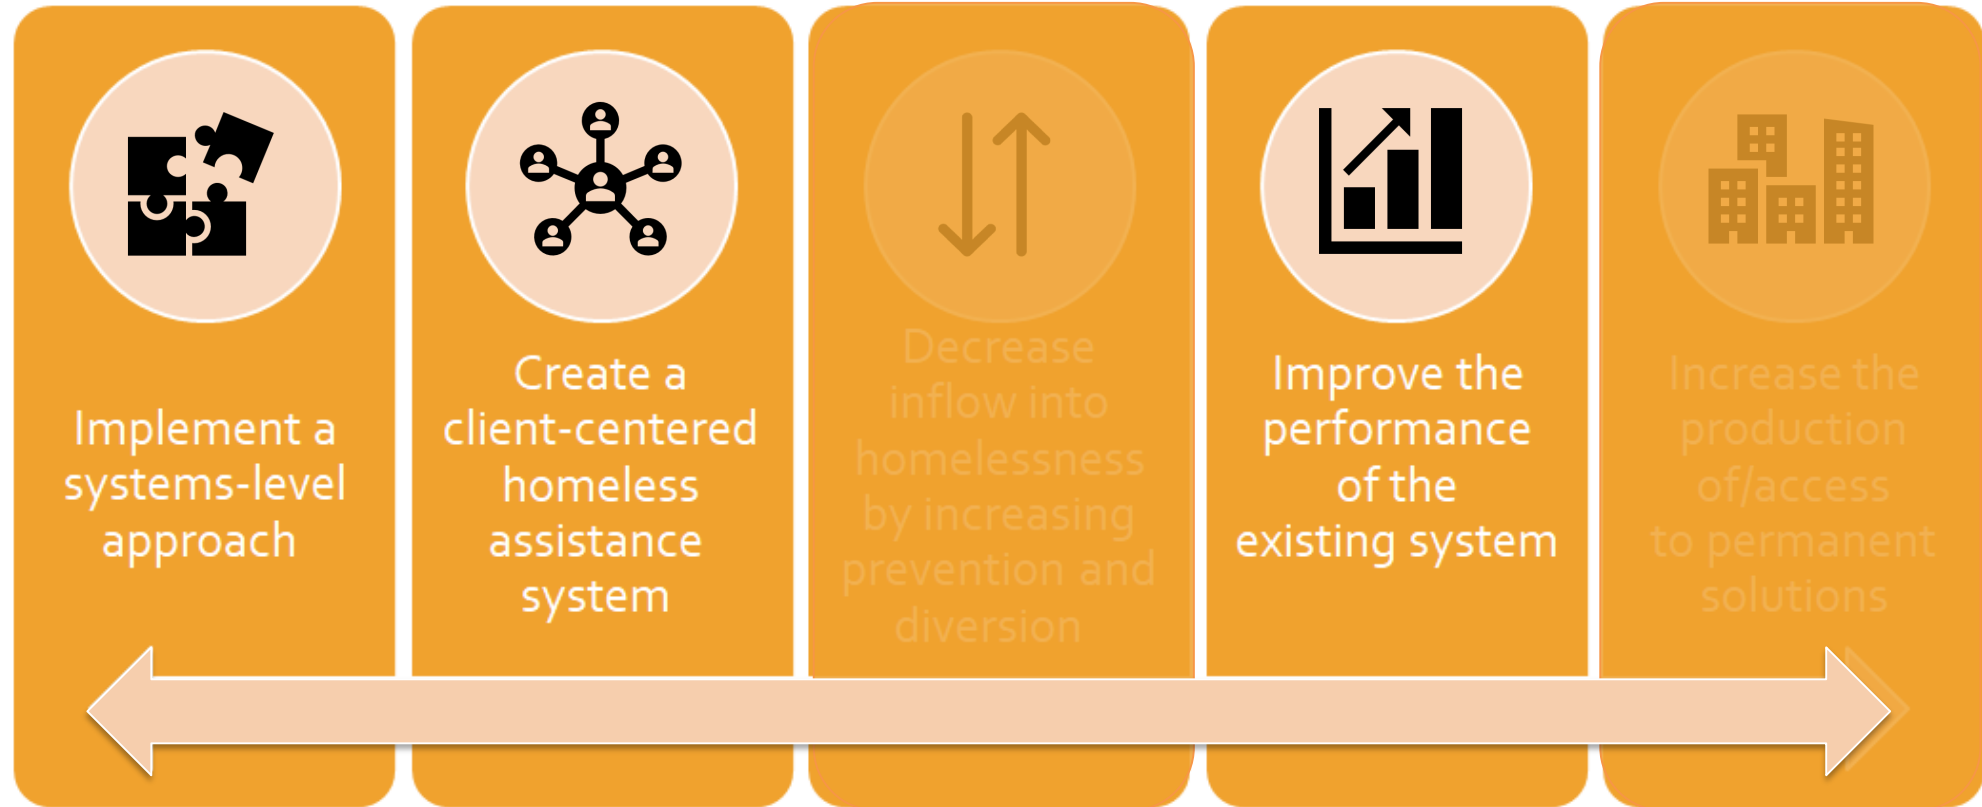 Implement a
systems-level
approach
Create a
client-centered
homeless
assistance
system
Decrease
inflow into
homelessness
by increasing
prevention and
diversion
Improve the
performance
of the
existing system
Increase the
production
of/access
to permanent
solutions